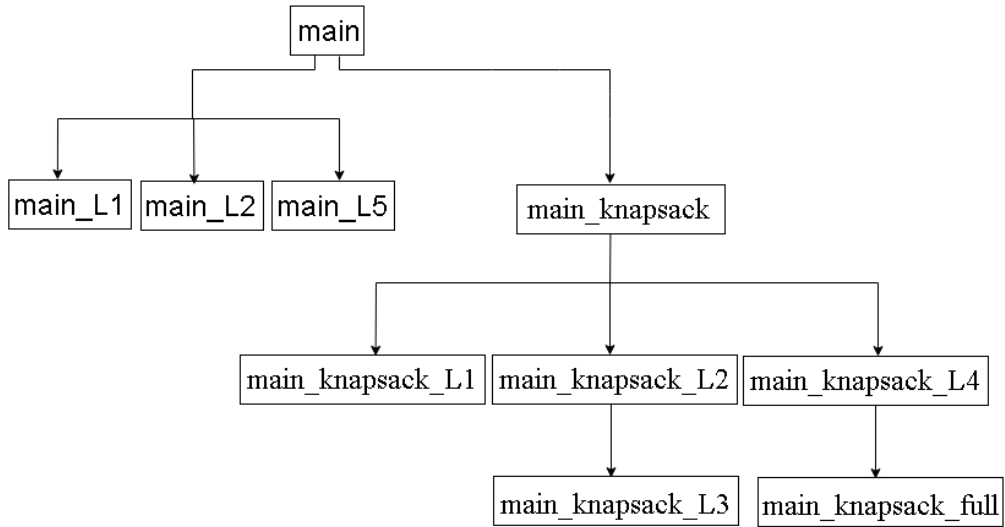 main
main_L1
main_L2
main_L5
main_knapsack
main_knapsack_L1
main_knapsack_L2
main_knapsack_L4
main_knapsack_L3
main_knapsack_full